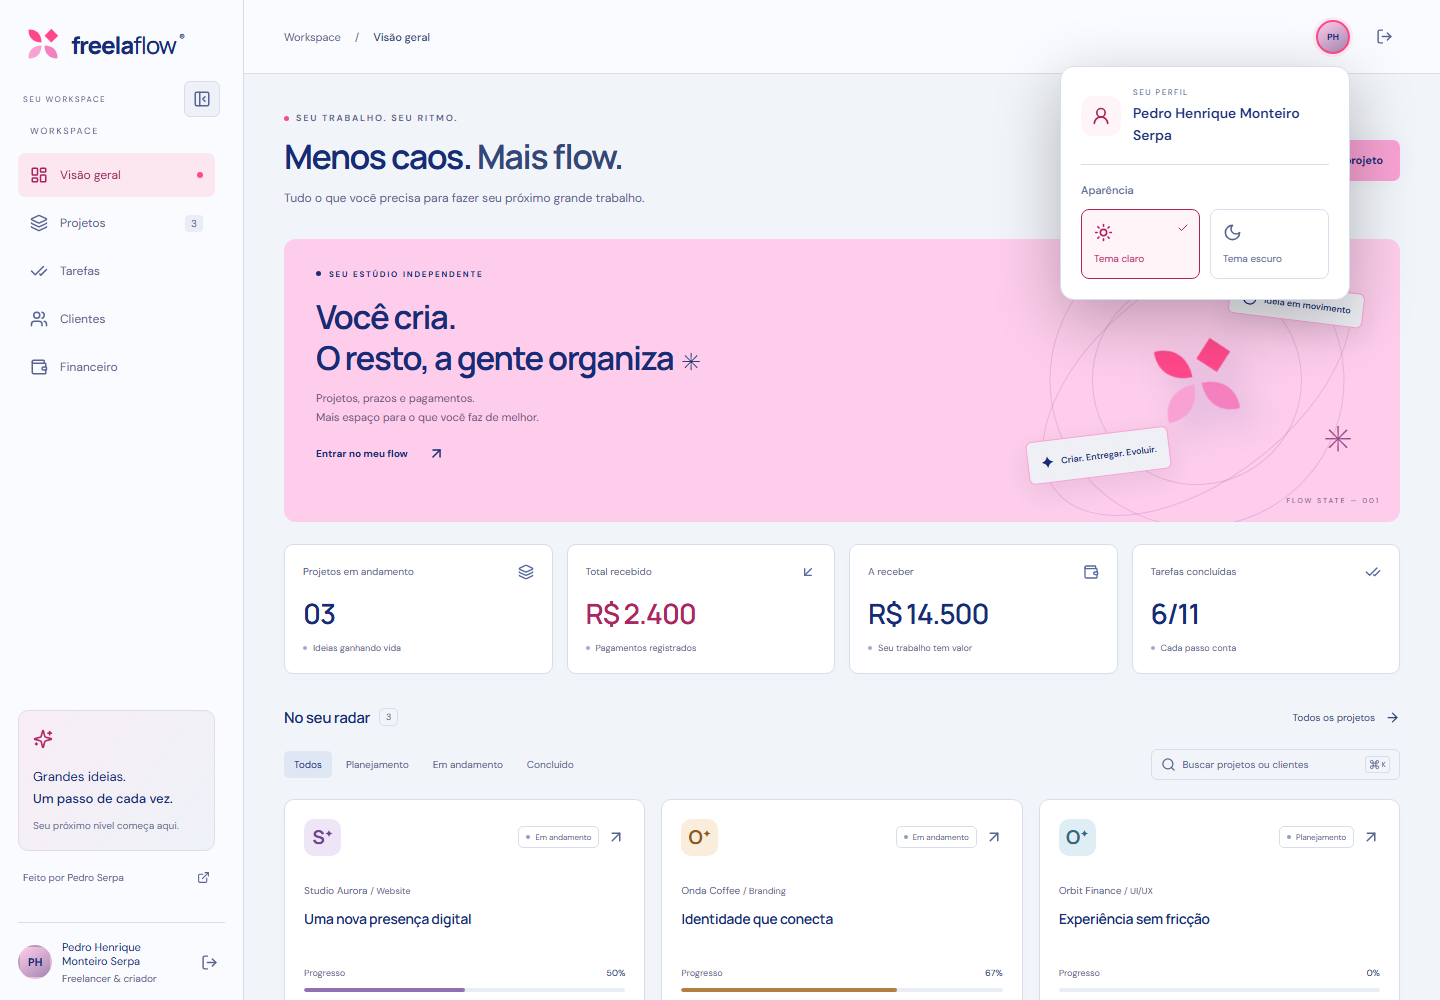 freelaflow®
SEU WORKSPACE
WORKSPACE
Visão geral
Projetos
3
Tarefas
Clientes
Financeiro
Grandes ideias.
Um passo de cada vez.
Seu próximo nível começa aqui.
Feito por Pedro Serpa
PH
Pedro Henrique
Monteiro Serpa
Freelancer & criador
Workspace / Visão geral
PH
SEU PERFIL
Pedro Henrique Monteiro
Serpa
Aparência
Tema claro
Tema escuro
SEU TRABALHO. SEU RITMO.
Menos caos. Mais flow.
Tudo o que você precisa para fazer seu próximo grande trabalho.
projeto
SEU ESTÚDIO INDEPENDENTE
Você cria.
O resto, a gente organiza
Projetos, prazos e pagamentos.
Mais espaço para o que você faz de melhor.
Entrar no meu flow
Ideia em movimento
Criar. Entregar. Evoluir.
FLOW STATE — 001
Projetos em andamento
03
Ideias ganhando vida
Total recebido
R$ 2.400
Pagamentos registrados
A receber
R$ 14.500
Seu trabalho tem valor
Tarefas concluídas
6/11
Cada passo conta
No seu radar 3
Todos os projetos
Todos
Planejamento
Em andamento
Concluído
Buscar projetos ou clientes
⌘ K
S
Em andamento
Studio Aurora / Website
Uma nova presença digital
Progresso
50%
O
Em andamento
Onda Coffee / Branding
Identidade que conecta
Progresso
67%
O
Planejamento
Orbit Finance / UI/UX
Experiência sem fricção
Progresso
0%